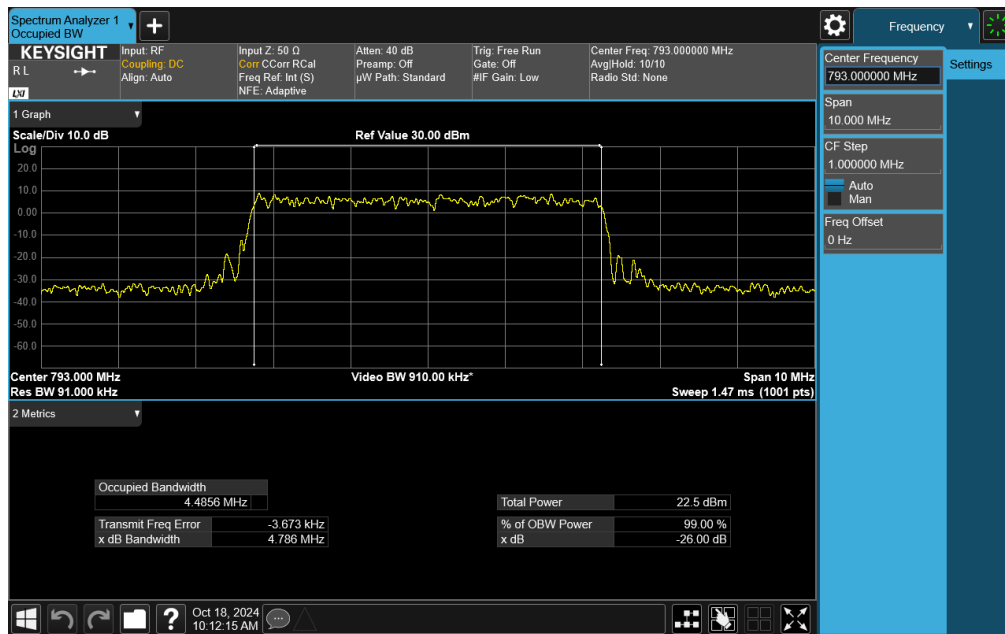 Spectrum Analyzer 1
Occupied BW
Frequency
KEYSIGHT
R L
LXI
Input: RF
Coupling: DC
Align: Auto
Input Z: 50 Ω
Corr CCorr RCal
Freq Ref: Int (S)
NFE: Adaptive
Atten: 40 dB
Preamp: Off
µW Path: Standard
Trig: Free Run
Gate: Off
#IF Gain: Low
Center Freq: 793.000000 MHz
Avg|Hold: 10/10
Radio Std: None
Center Frequency
793.000000 MHz
Settings
Span
10.000 MHz
CF Step
1.000000 MHz
Auto
Man
Freq Offset
0 Hz
1 Graph
Scale/Div 10.0 dB
Ref Value 30.00 dBm
Log
20.0
10.0
0.00
-10.0
-20.0
-30.0
-40.0
-50.0
-60.0
Center 793.000 MHz
Video BW 910.00 kHz*
Span 10 MHz
Res BW 91.000 kHz
Sweep 1.47 ms (1001 pts)
2 Metrics
Occupied Bandwidth
4.4856 MHz
Total Power 22.5 dBm
Transmit Freq Error -3.673 kHz
% of OBW Power 99.00 %
x dB Bandwidth 4.786 MHz
x dB -26.00 dB
Oct 18, 2024
10:12:15 AM